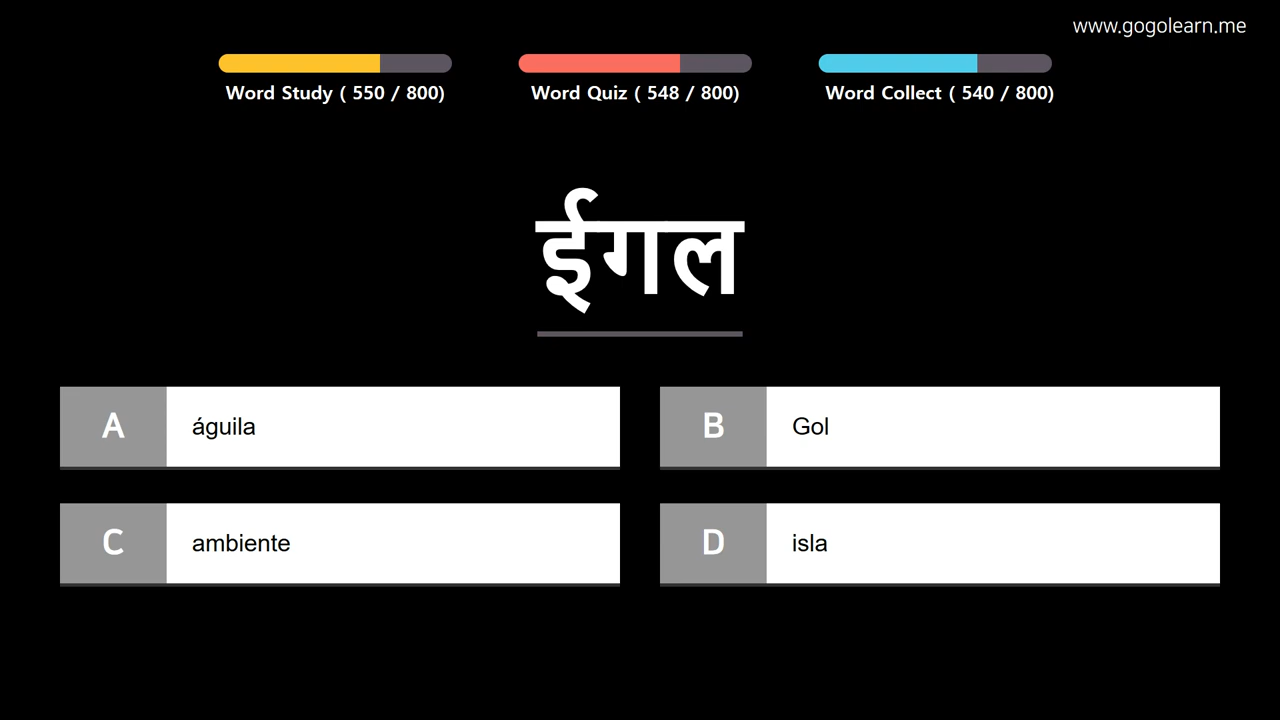 www.gogolearn.me
Word Study ( 550 / 800)
Word Quiz ( 548 / 800)
Word Collect ( 540 / 800)
ईगल
A águila
B Gol
C ambiente
D isla